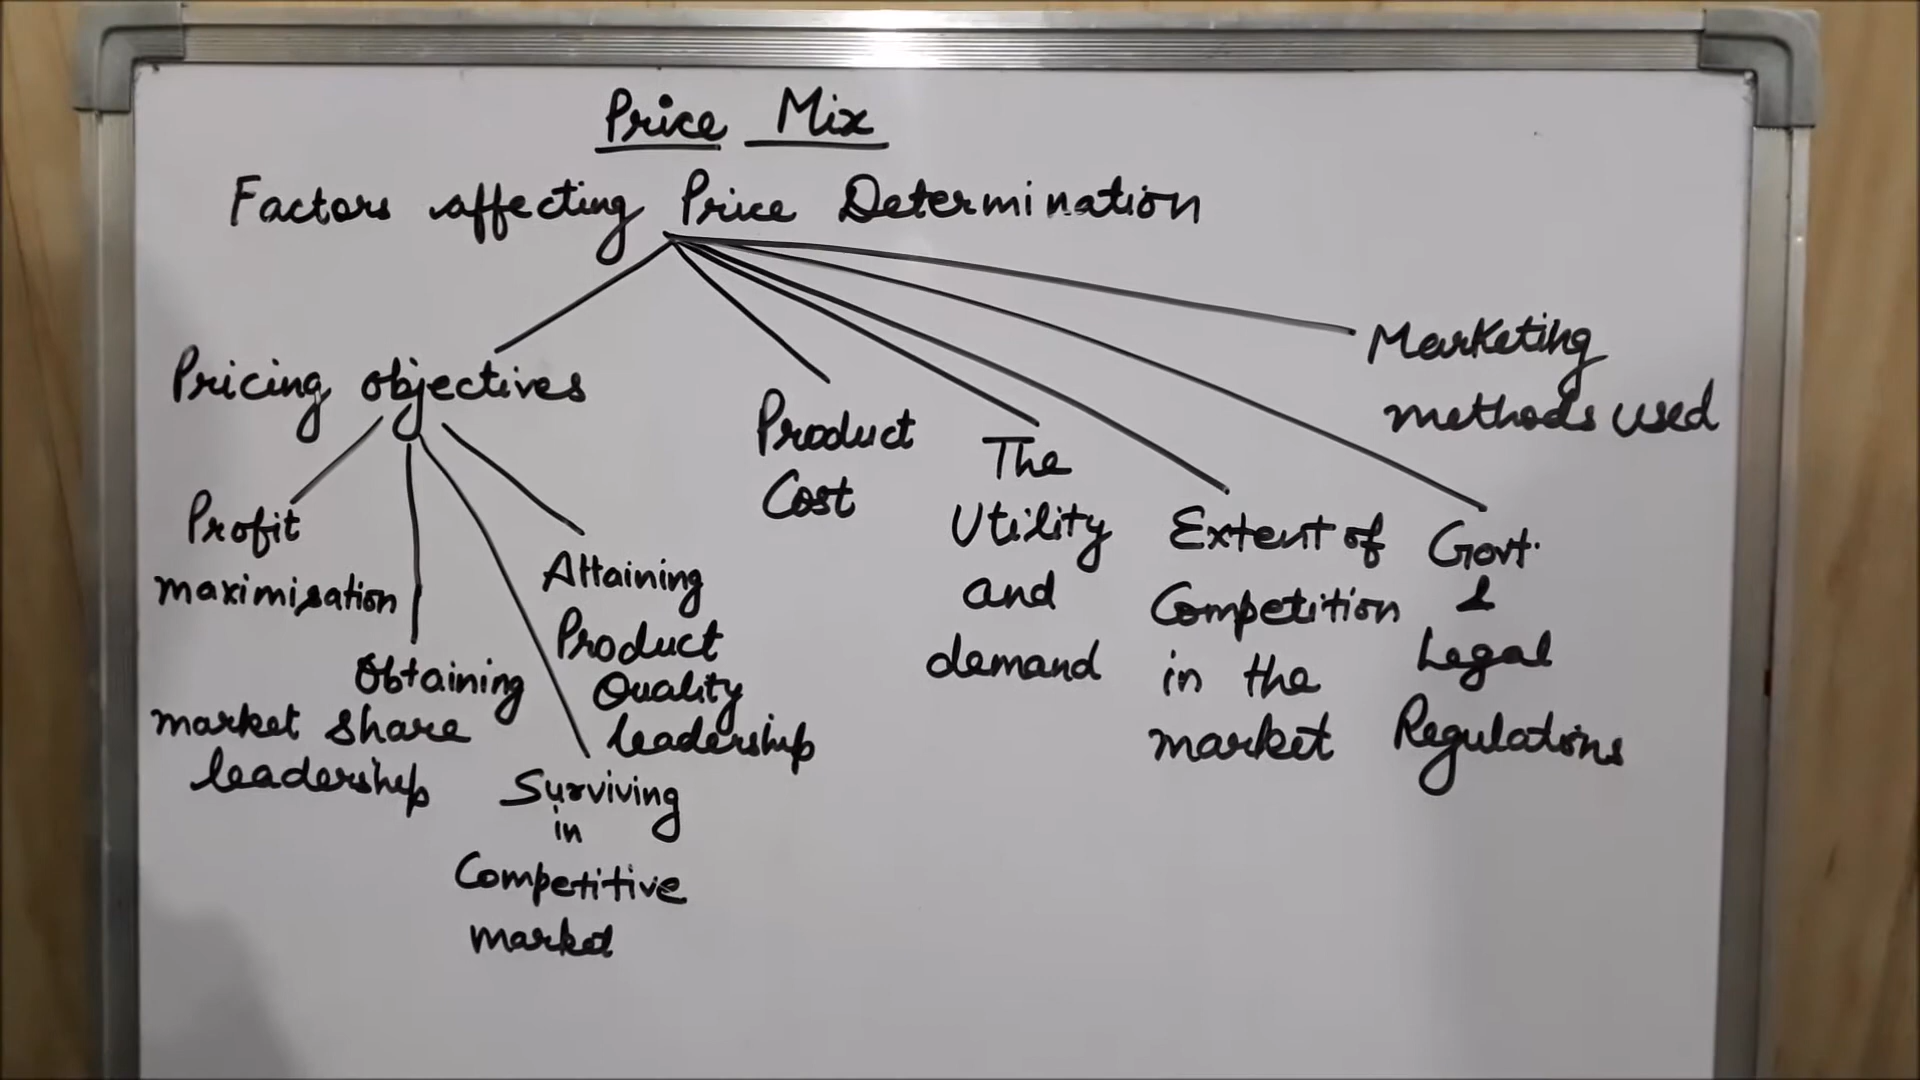 Price Mix
Factors affecting Price Determination
Pricing objectives
Profit
maximisation
Obtaining
market share
leadership
Surviving
in
Competitive
market
Attaining
Product
Quality
leadership
Product
Cost
The
Utility
and
demand
Extent of
Competition
in the
market
Govt.
&
Legal
Regulations
Marketing
methods used